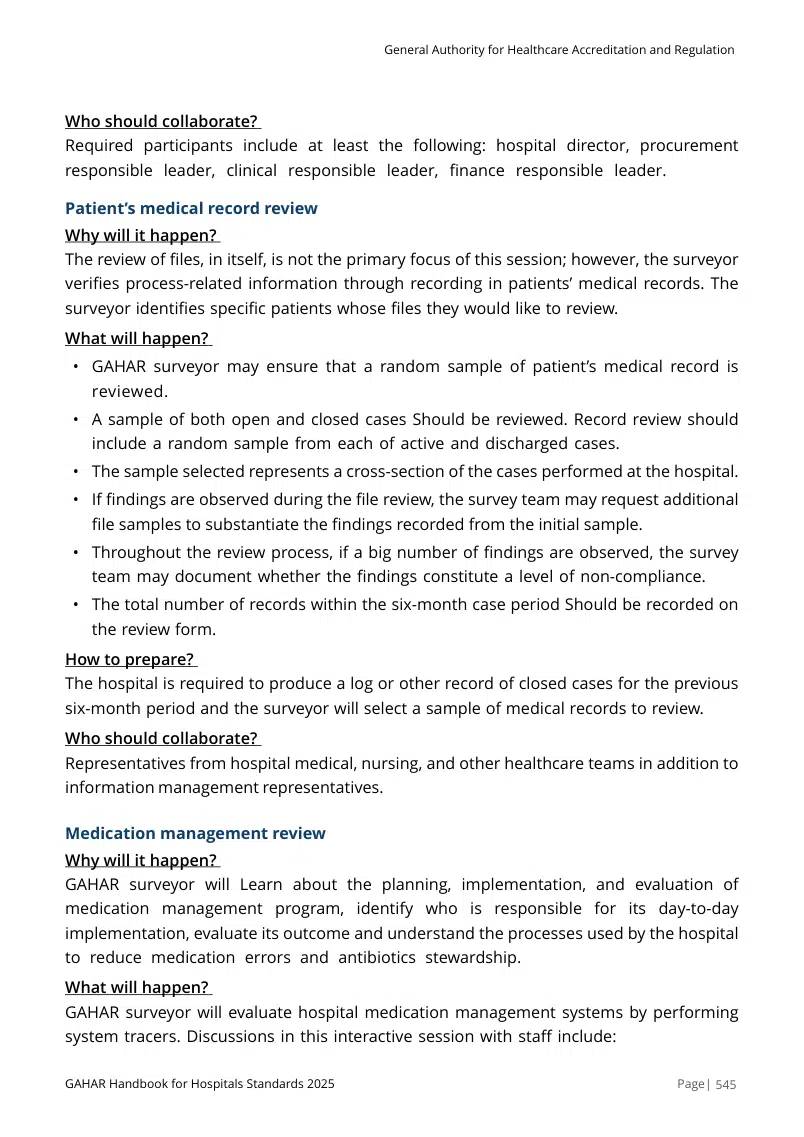 General Authority for Healthcare Accreditation and Regulation
Who should collaborate?
Required participants include at least the following: hospital director, procurement
responsible leader, clinical responsible leader, finance responsible leader.
Patient’s medical record review
Why will it happen?
The review of files, in itself, is not the primary focus of this session; however, the surveyor
verifies process-related information through recording in patients’ medical records. The
surveyor identifies specific patients whose files they would like to review.
What will happen?
• GAHAR surveyor may ensure that a random sample of patient’s medical record is
reviewed.
• A sample of both open and closed cases Should be reviewed. Record review should
include a random sample from each of active and discharged cases.
• The sample selected represents a cross-section of the cases performed at the hospital.
• If findings are observed during the file review, the survey team may request additional
file samples to substantiate the findings recorded from the initial sample.
• Throughout the review process, if a big number of findings are observed, the survey
team may document whether the findings constitute a level of non-compliance.
• The total number of records within the six-month case period Should be recorded on
the review form.
How to prepare?
The hospital is required to produce a log or other record of closed cases for the previous
six-month period and the surveyor will select a sample of medical records to review.
Who should collaborate?
Representatives from hospital medical, nursing, and other healthcare teams in addition to
information management representatives.
Medication management review
Why will it happen?
GAHAR surveyor will Learn about the planning, implementation, and evaluation of
medication management program, identify who is responsible for its day-to-day
implementation, evaluate its outcome and understand the processes used by the hospital
to reduce medication errors and antibiotics stewardship.
What will happen?
GAHAR surveyor will evaluate hospital medication management systems by performing
system tracers. Discussions in this interactive session with staff include:
GAHAR Handbook for Hospitals Standards 2025
Page| 545